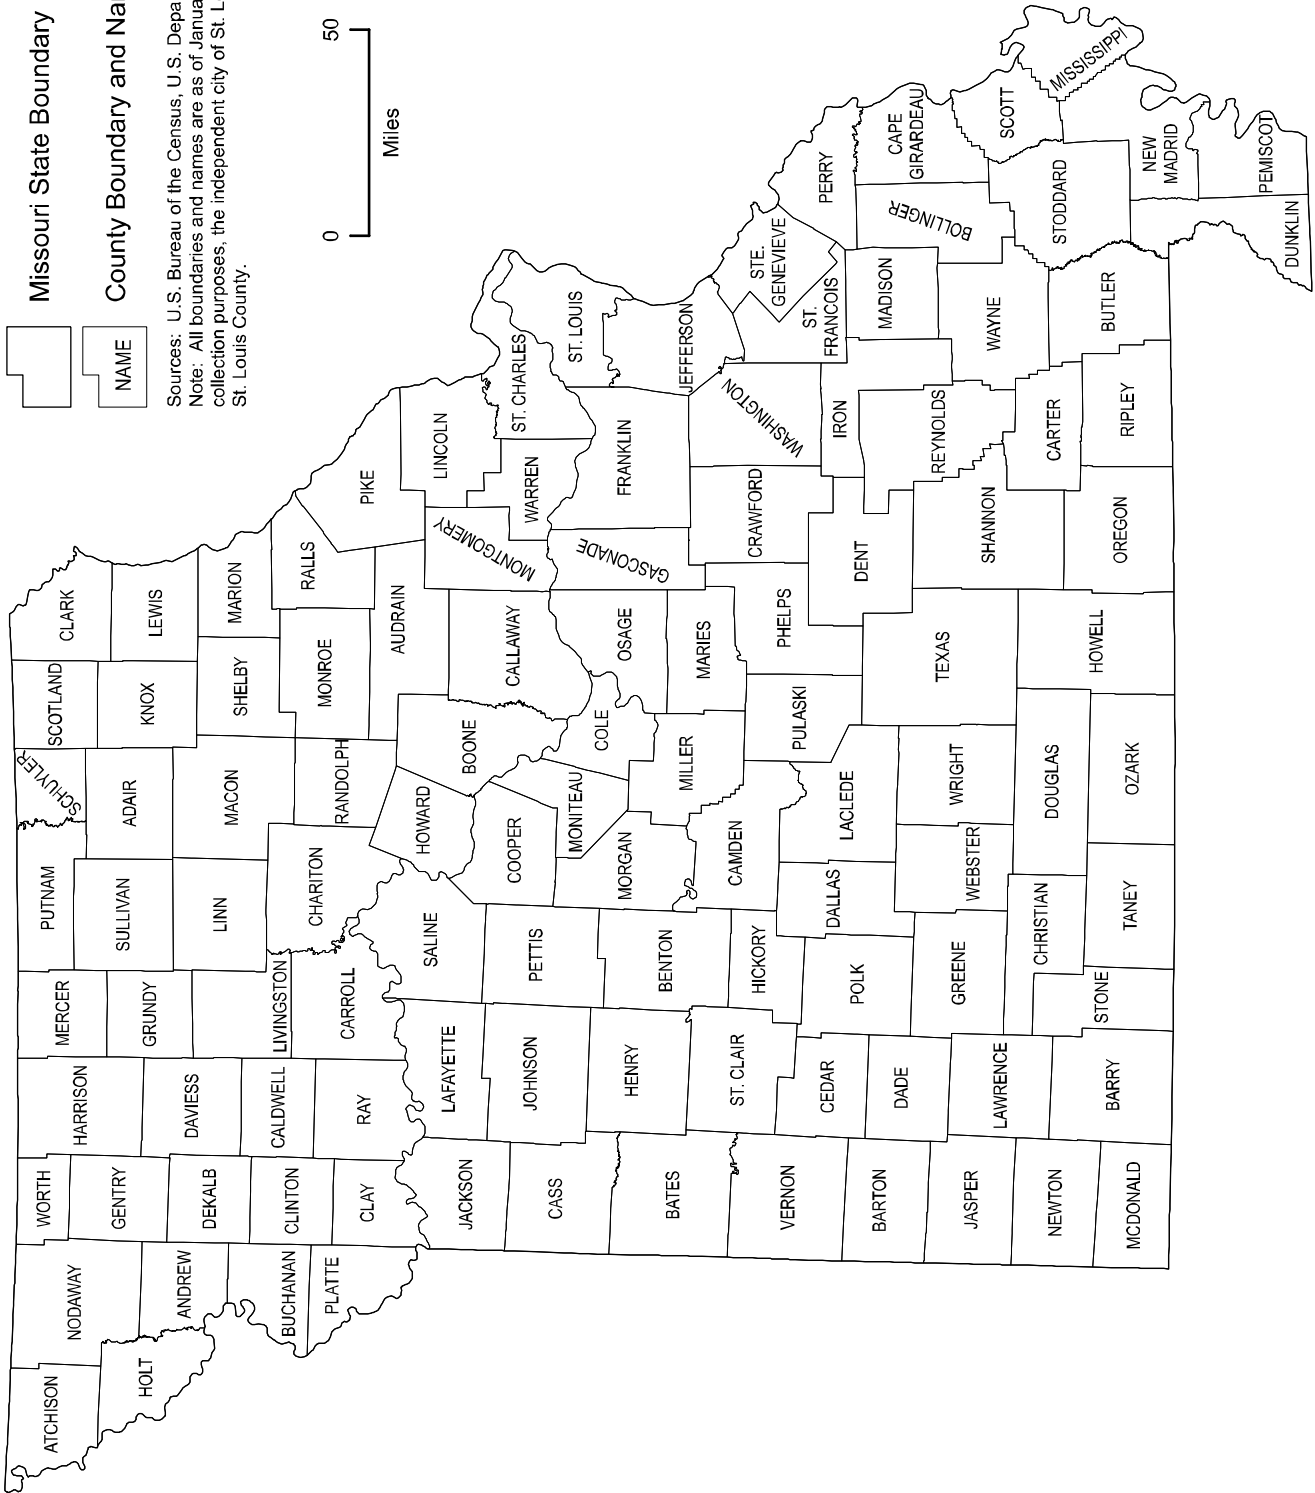 Missouri State Boundary
County Boundary and Nar
NAME
Sources: U.S. Bureau of the Census, U.S. Depa
Note: All boundaries and names are as of Janua
collection purposes, the independent city of St. L
St. Louis County.
0
50
Miles
ATCHISON
NODAWAY
WORTH
HARRISON
MERCER
PUTNAM
SCHUYLER
SCOTLAND
CLARK
HOLT
ANDREW
GENTRY
DAVIESS
GRUNDY
SULLIVAN
ADAIR
KNOX
LEWIS
DEKALB
BUCHANAN
CLINTON
CALDWELL
LIVINGSTON
LINN
MACON
SHELBY
MARION
PLATTE
CLAY
RAY
CARROLL
CHARITON
RANDOLPH
MONROE
RALLS
PIKE
AUDRAIN
HOWARD
BOONE
CALLAWAY
MONTGOMERY
LINCOLN
WARREN
ST. CHARLES
JACKSON
LAFAYETTE
SALINE
COOPER
CASS
JOHNSON
PETTIS
MONITEAU
COLE
OSAGE
GASCONADE
FRANKLIN
ST. LOUIS
JEFFERSON
BATES
HENRY
BENTON
MORGAN
MILLER
MARIES
CRAWFORD
WASHINGTON
STE.
GENEVIEVE
ST.
FRANCOIS
PERRY
VERNON
ST. CLAIR
HICKORY
CAMDEN
PULASKI
PHELPS
DENT
IRON
MADISON
BOLLINGER
CAPE
GIRARDEAU
CEDAR
BARTON
DADE
POLK
DALLAS
LACLEDE
WRIGHT
TEXAS
SHANNON
REYNOLDS
WAYNE
STODDARD
SCOTT
MISSISSIPPI
JASPER
LAWRENCE
GREENE
WEBSTER
CHRISTIAN
DOUGLAS
HOWELL
OREGON
CARTER
RIPLEY
BUTLER
NEW
MADRID
NEWTON
MCDONALD
BARRY
STONE
TANEY
OZARK
DUNKLIN
PEMISCOT